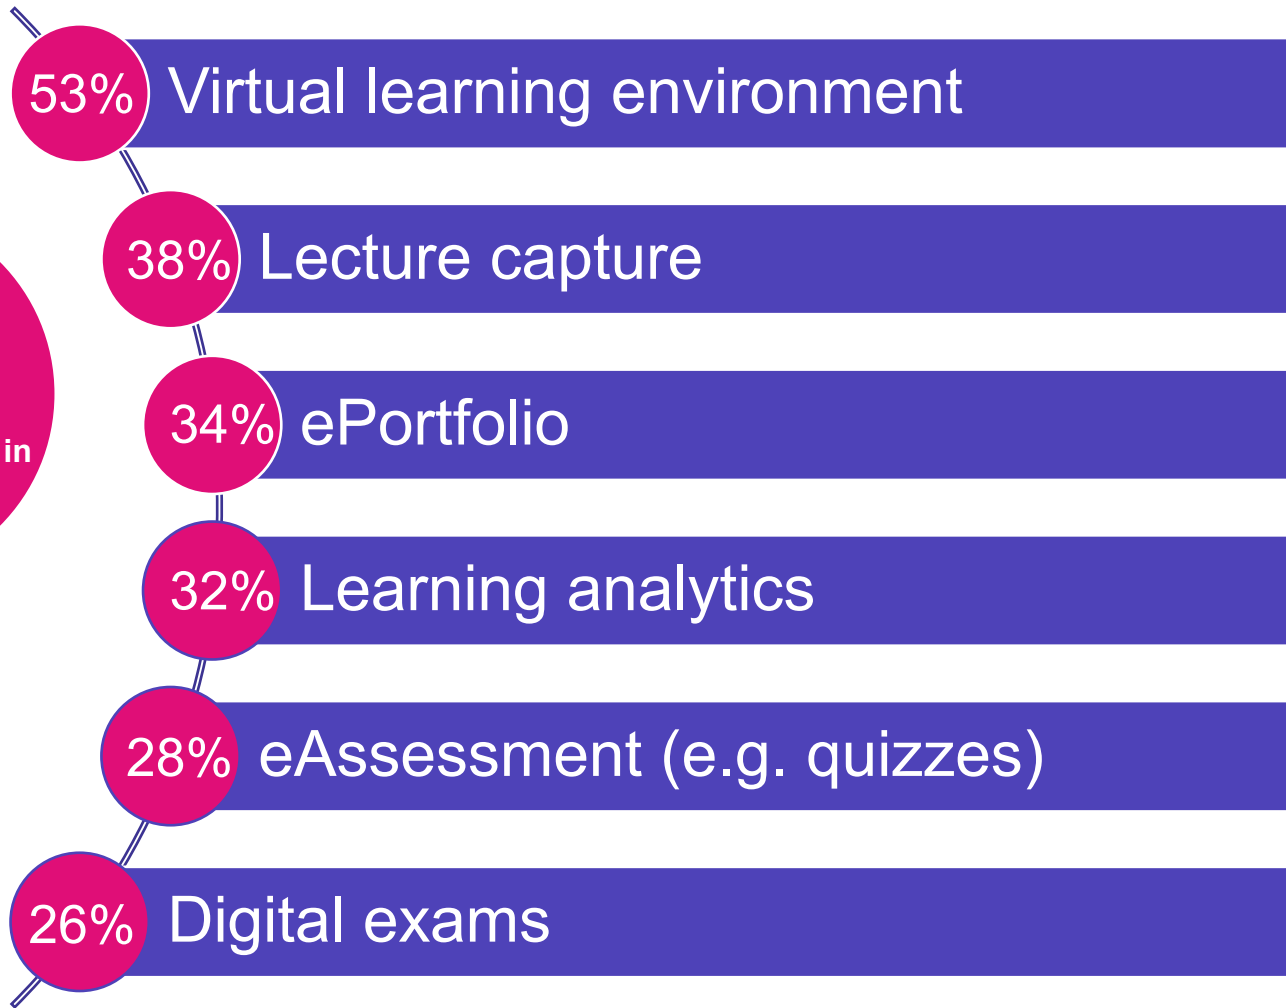 53% Virtual learning environment
38% Lecture capture
in
34% ePortfolio
32% Learning analytics
28% eAssessment (e.g. quizzes)
26% Digital exams